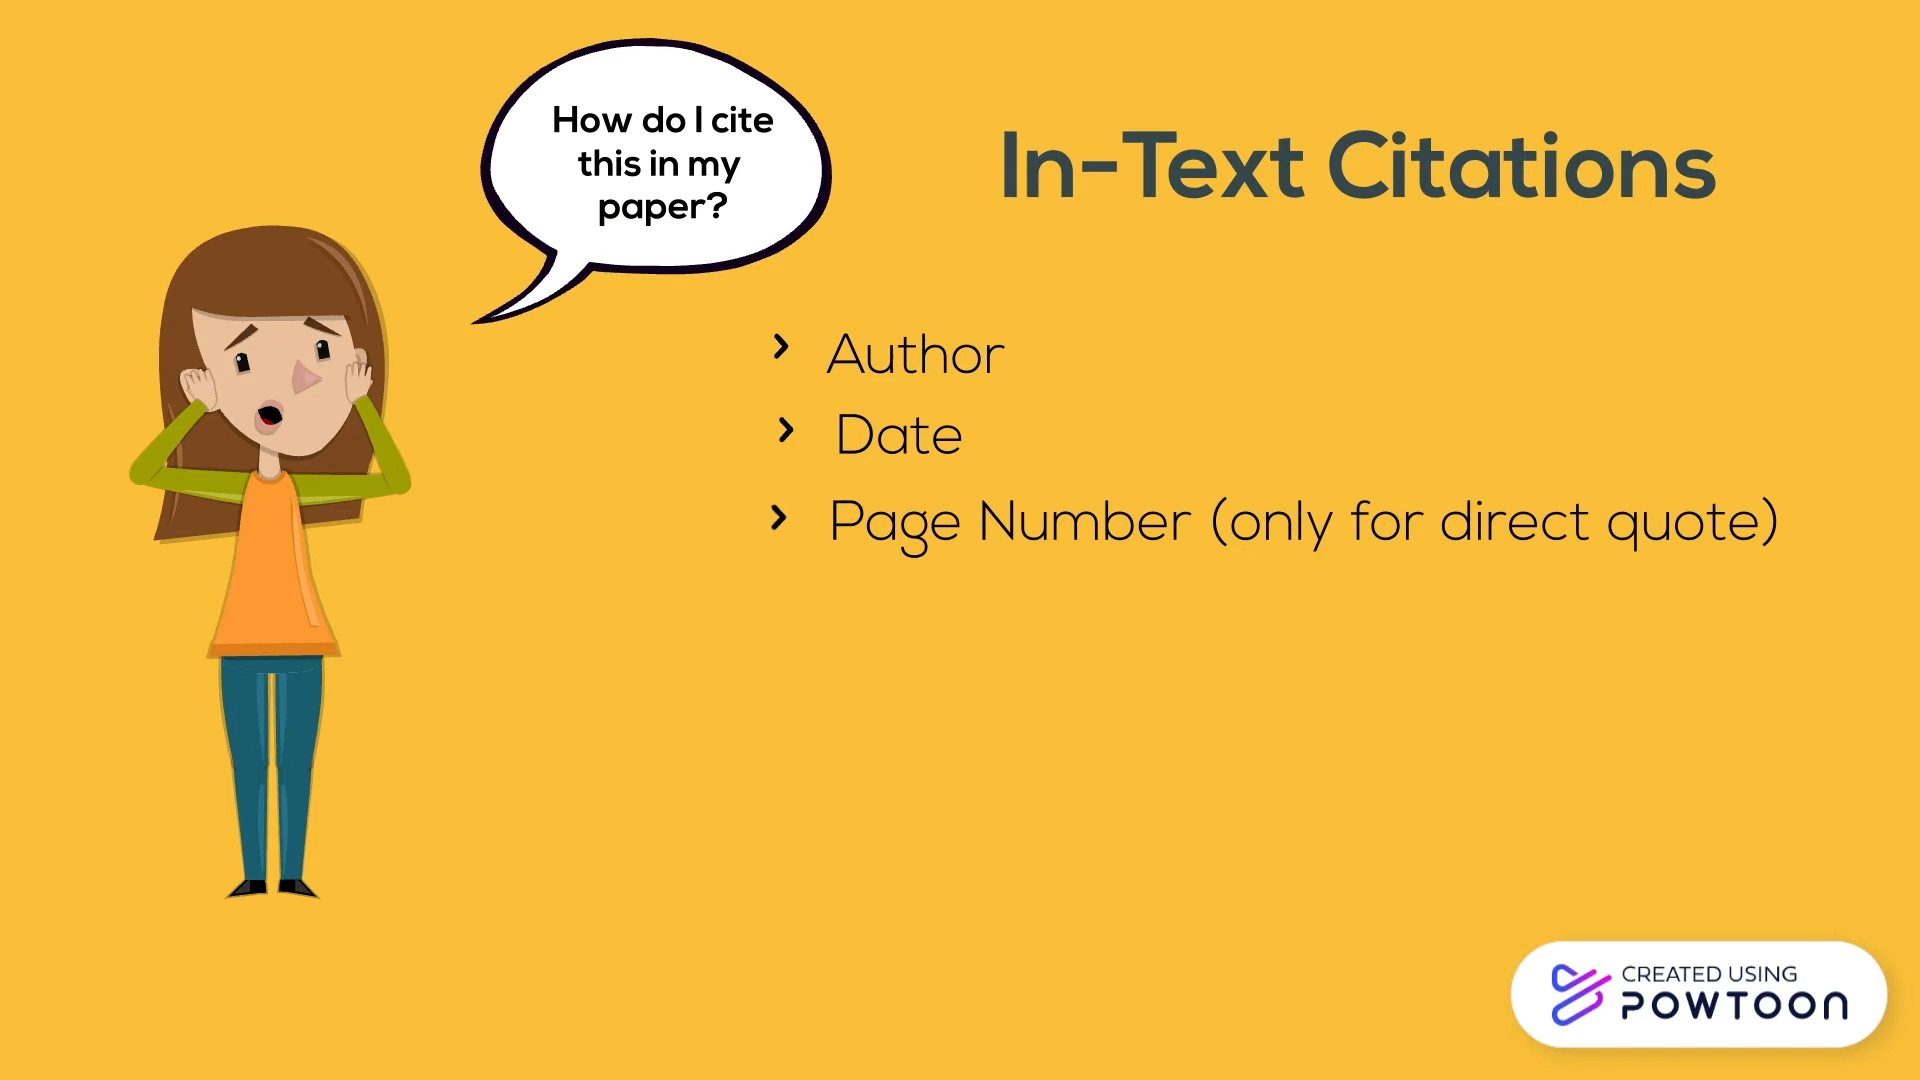 How do I cite
this in my
paper?
In-Text Citations
Author
Date
Page Number (only for direct quote)
CREATED USING
POWTOON